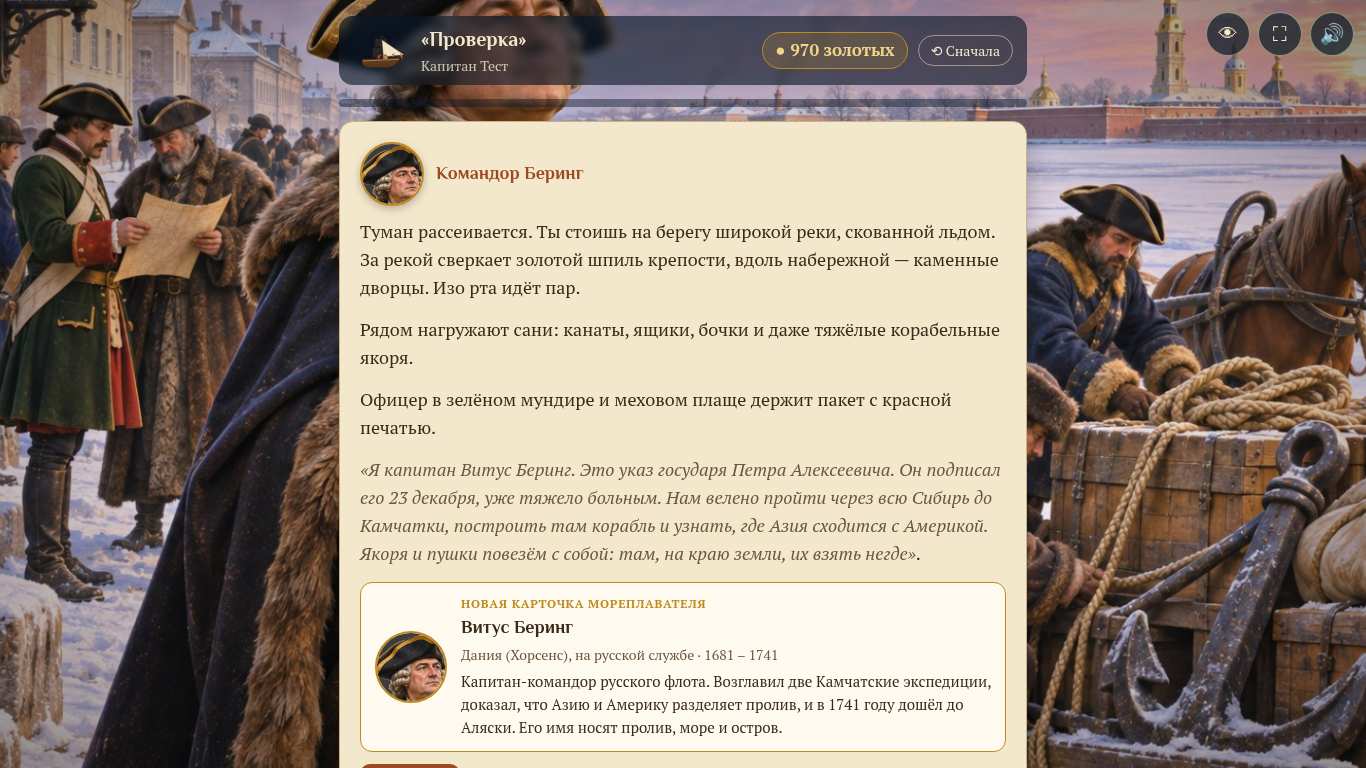 «Проверка»
Капитан Тест
● 970 золотых
⟲ Сначала
Командор Беринг
Туман рассеивается. Ты стоишь на берегу широкой реки, скованной льдом.
За рекой сверкает золотой шпиль крепости, вдоль набережной — каменные
дворцы. Изо рта идёт пар.
Рядом нагружают сани: канаты, ящики, бочки и даже тяжёлые корабельные
якоря.
Офицер в зелёном мундире и меховом плаще держит пакет с красной
печатью.
«Я капитан Витус Беринг. Это указ государя Петра Алексеевича. Он подписал
его 23 декабря, уже тяжело больным. Нам велено пройти через всю Сибирь до
Камчатки, построить там корабль и узнать, где Азия сходится с Америкой.
Якоря и пушки повезём с собой: там, на краю земли, их взять негде».
НОВАЯ КАРТОЧКА МОРЕПЛАВАТЕЛЯ
Витус Беринг
Дания (Хорсенс), на русской службе · 1681 – 1741
Капитан-командор русского флота. Возглавил две Камчатские экспедиции,
доказал, что Азию и Америку разделяет пролив, и в 1741 году дошёл до
Аляски. Его имя носят пролив, море и остров.